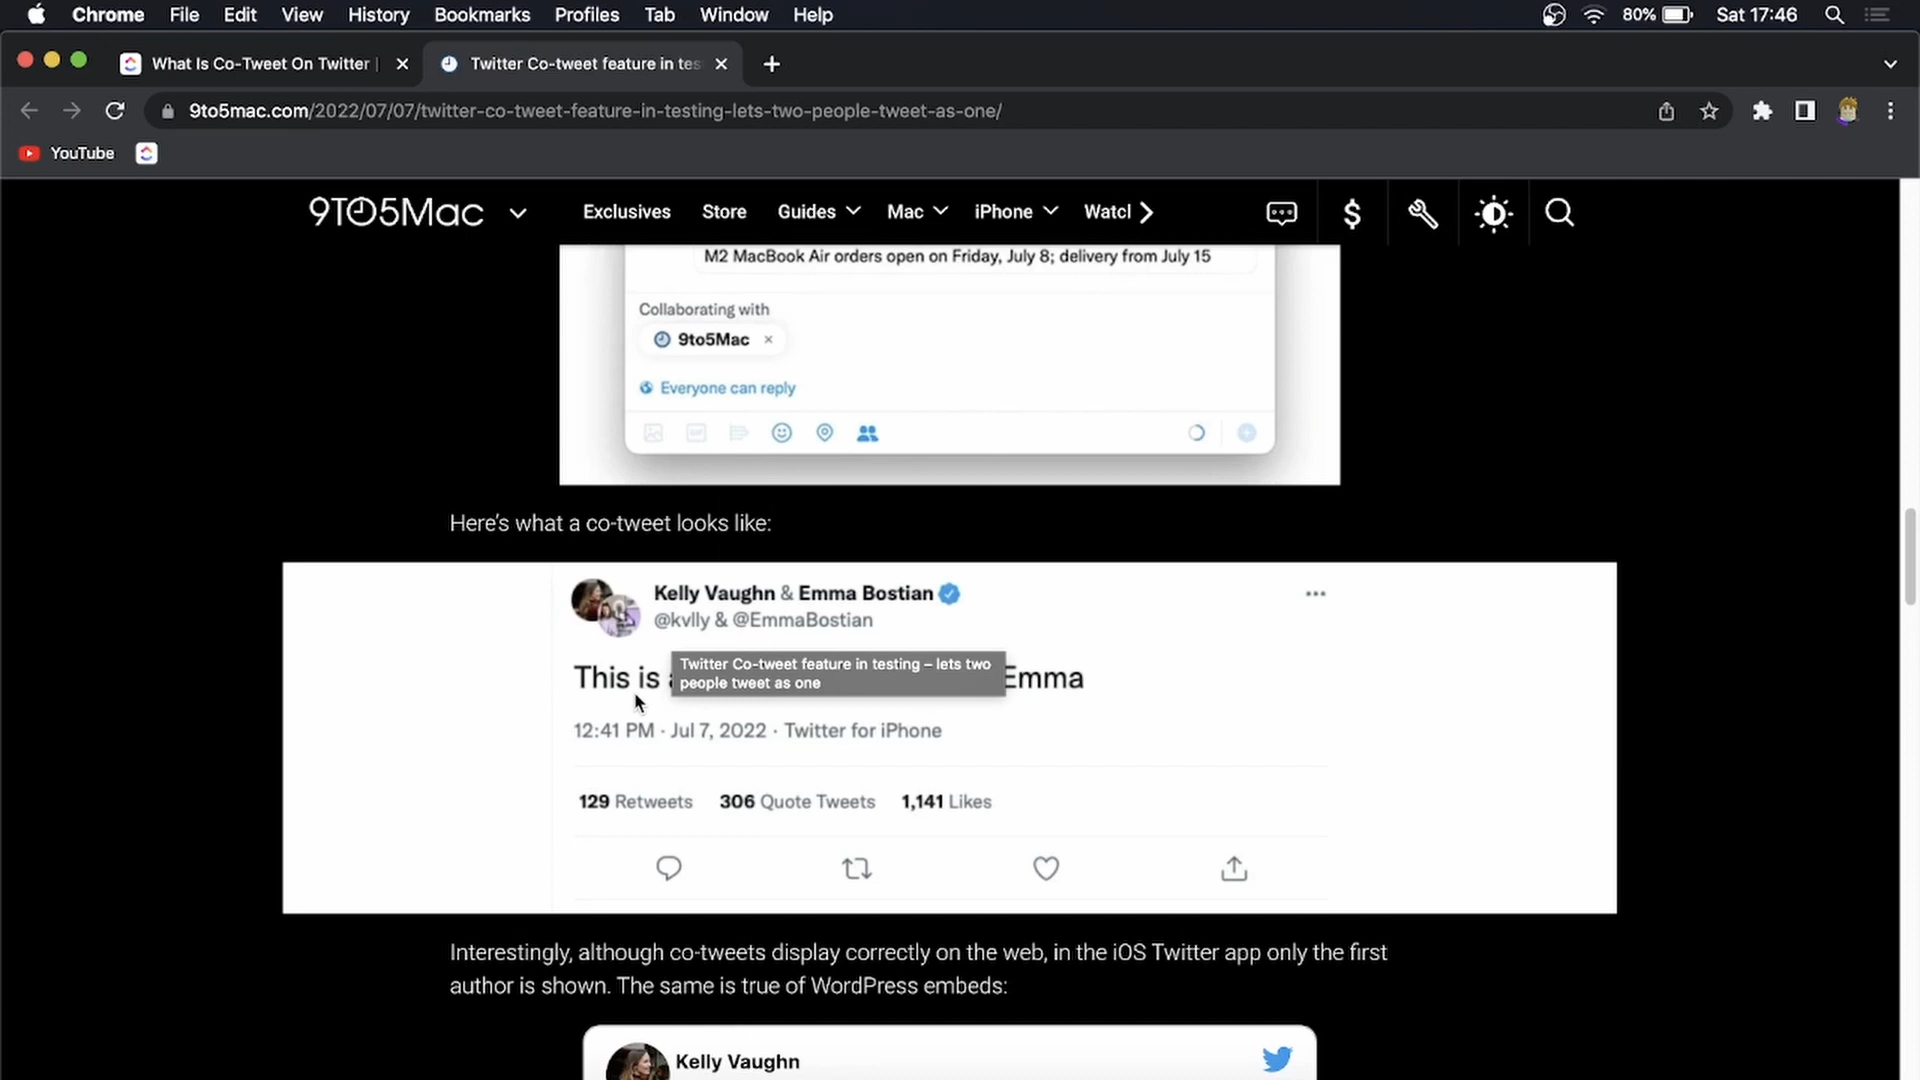 Chrome File Edit View History Bookmarks Profiles Tab Window Help 80% Sat 17:46
What Is Co-Tweet On Twitter | Twitter Co-tweet feature in tes
9to5mac.com/2022/07/07/twitter-co-tweet-feature-in-testing-lets-two-people-tweet-as-one/
YouTube
9TO5Mac Exclusives Store Guides Mac iPhone Watcl
M2 MacBook Air orders open on Friday, July 8; delivery from July 15
Collaborating with
9to5Mac ×
Everyone can reply
GIF
Here's what a co-tweet looks like:
Kelly Vaughn & Emma Bostian
@kvlly & @EmmaBostian
Twitter Co-tweet feature in testing – lets two
people tweet as one
This is Emma
12:41 PM · Jul 7, 2022 · Twitter for iPhone
129 Retweets 306 Quote Tweets 1,141 Likes
Interestingly, although co-tweets display correctly on the web, in the iOS Twitter app only the first
author is shown. The same is true of WordPress embeds:
Kelly Vaughn